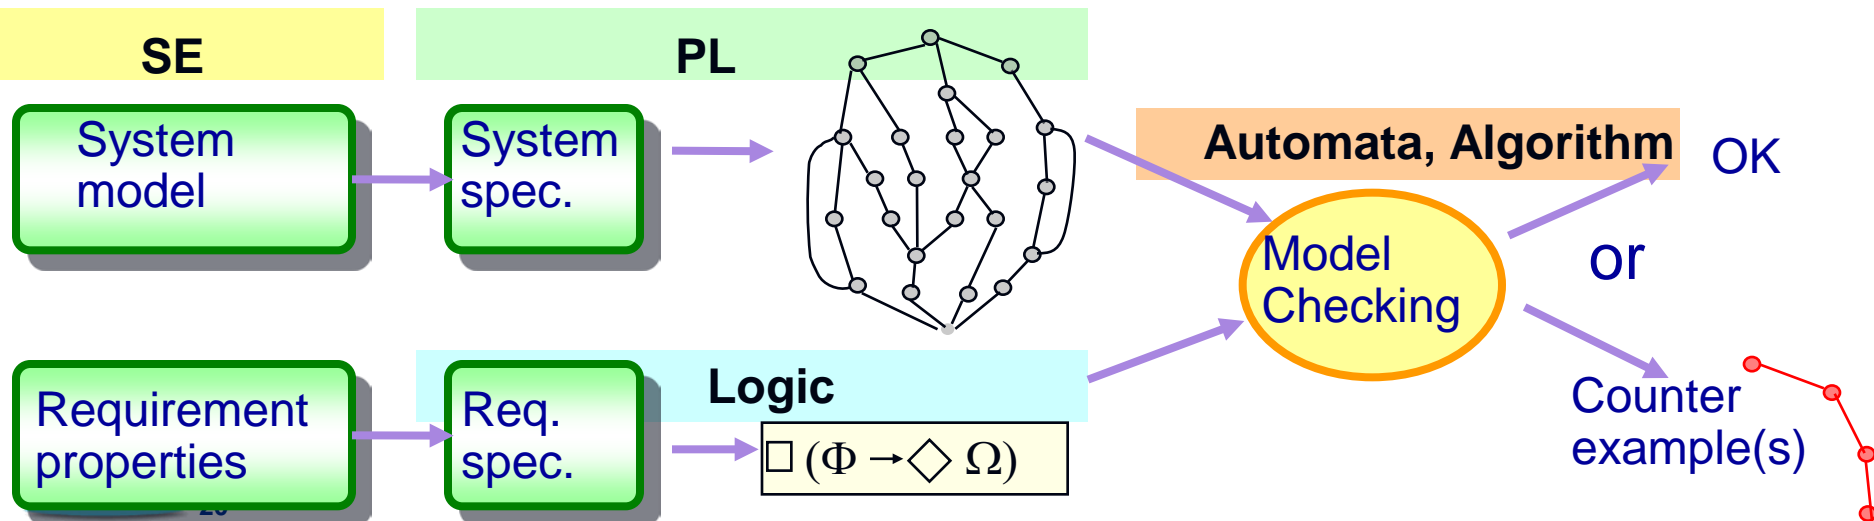 SE
PL
System
model
System
spec.
Automata, Algorithm
OK
Model
Checking
or
Requirement
properties
Req.
spec.
Logic
□ (Φ → ◇ Ω)
Counter
example(s)